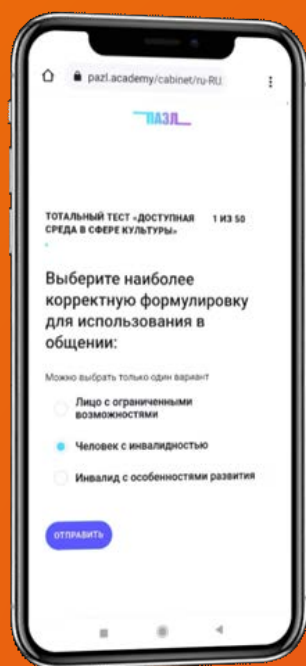 pazl.academy/cabinet/ru-RU
ПАЗЛ
ТОТАЛЬНЫЙ ТЕСТ «ДОСТУПНАЯ 1 ИЗ 50
СРЕДА В СФЕРЕ КУЛЬТУРЫ»
Выберите наиболее
корректную формулировку
для использования в
общении:
Можно выбрать только один вариант
Лицо с ограниченными
возможностями
Человек с инвалидностью
Инвалид с особенностями развития
ОТПРАВИТЬ